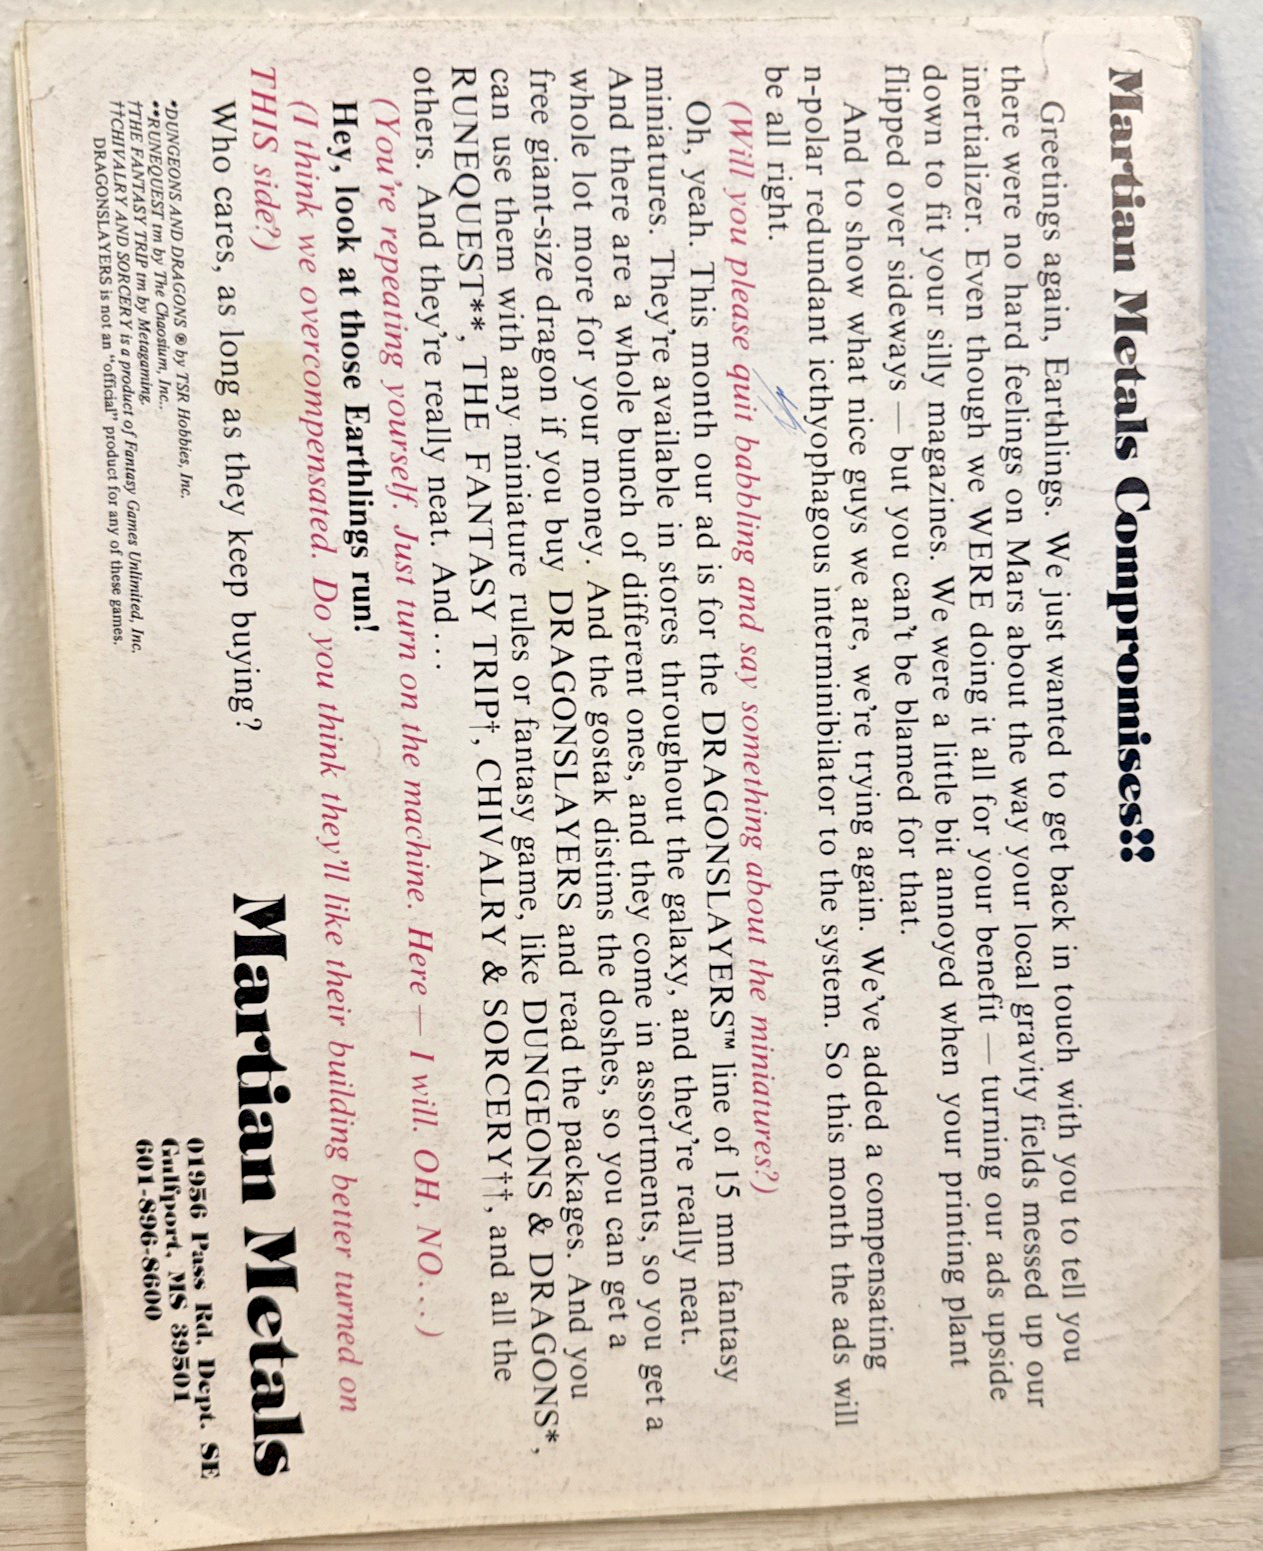 Martian Metals Compromises!!
Greetings again, Earthlings. We just wanted to get back in touch with you to tell you
there were no hard feelings on Mars about the way your local gravity fields messed up our
inertializer. Even though we WERE doing it all for your benefit — turning our ads upside
down to fit your silly magazines. We were a little bit annoyed when your printing plant
flipped over sideways — but you can't be blamed for that.
And to show what nice guys we are, we're trying again. We've added a compensating
n-polar redundant icthyophagous interminibilator to the system. So this month the ads will
be all right.
(Will you please quit babbling and say something about the miniatures?)
Oh, yeah. This month our ad is for the DRAGONSLAYERS™ line of 15 mm fantasy
miniatures. They're available in stores throughout the galaxy, and they're really neat.
And there are a whole bunch of different ones, and they come in assortments, so you get a
whole lot more for your money. And the gostak distims the doshes, so you can get a
free giant-size dragon if you buy DRAGONSLAYERS and read the packages. And you
can use them with any miniature rules or fantasy game, like DUNGEONS & DRAGONS*,
RUNEQUEST**, THE FANTASY TRIP†, CHIVALRY & SORCERY††, and all the
others. And they're really neat. And . . .
(You're repeating yourself. Just turn on the machine. Here — I will. OH, NO. . .)
Hey, look at those Earthlings run!
(I think we overcompensated. Do you think they'll like their building better turned on
THIS side?)
Who cares, as long as they keep buying?
*DUNGEONS AND DRAGONS ® by TSR Hobbies, Inc.
**RUNEQUEST tm by The Chaosium, Inc..
†THE FANTASY TRIP tm by Metagaming.
††CHIVALRY AND SORCERY is a product of Fantasy Games Unlimited, Inc.
DRAGONSLAYERS is not an "official" product for any of these games.
Martian Metals
01956 Pass Rd. Dept. SE
Gulfport, MS 39501
601-896-8600